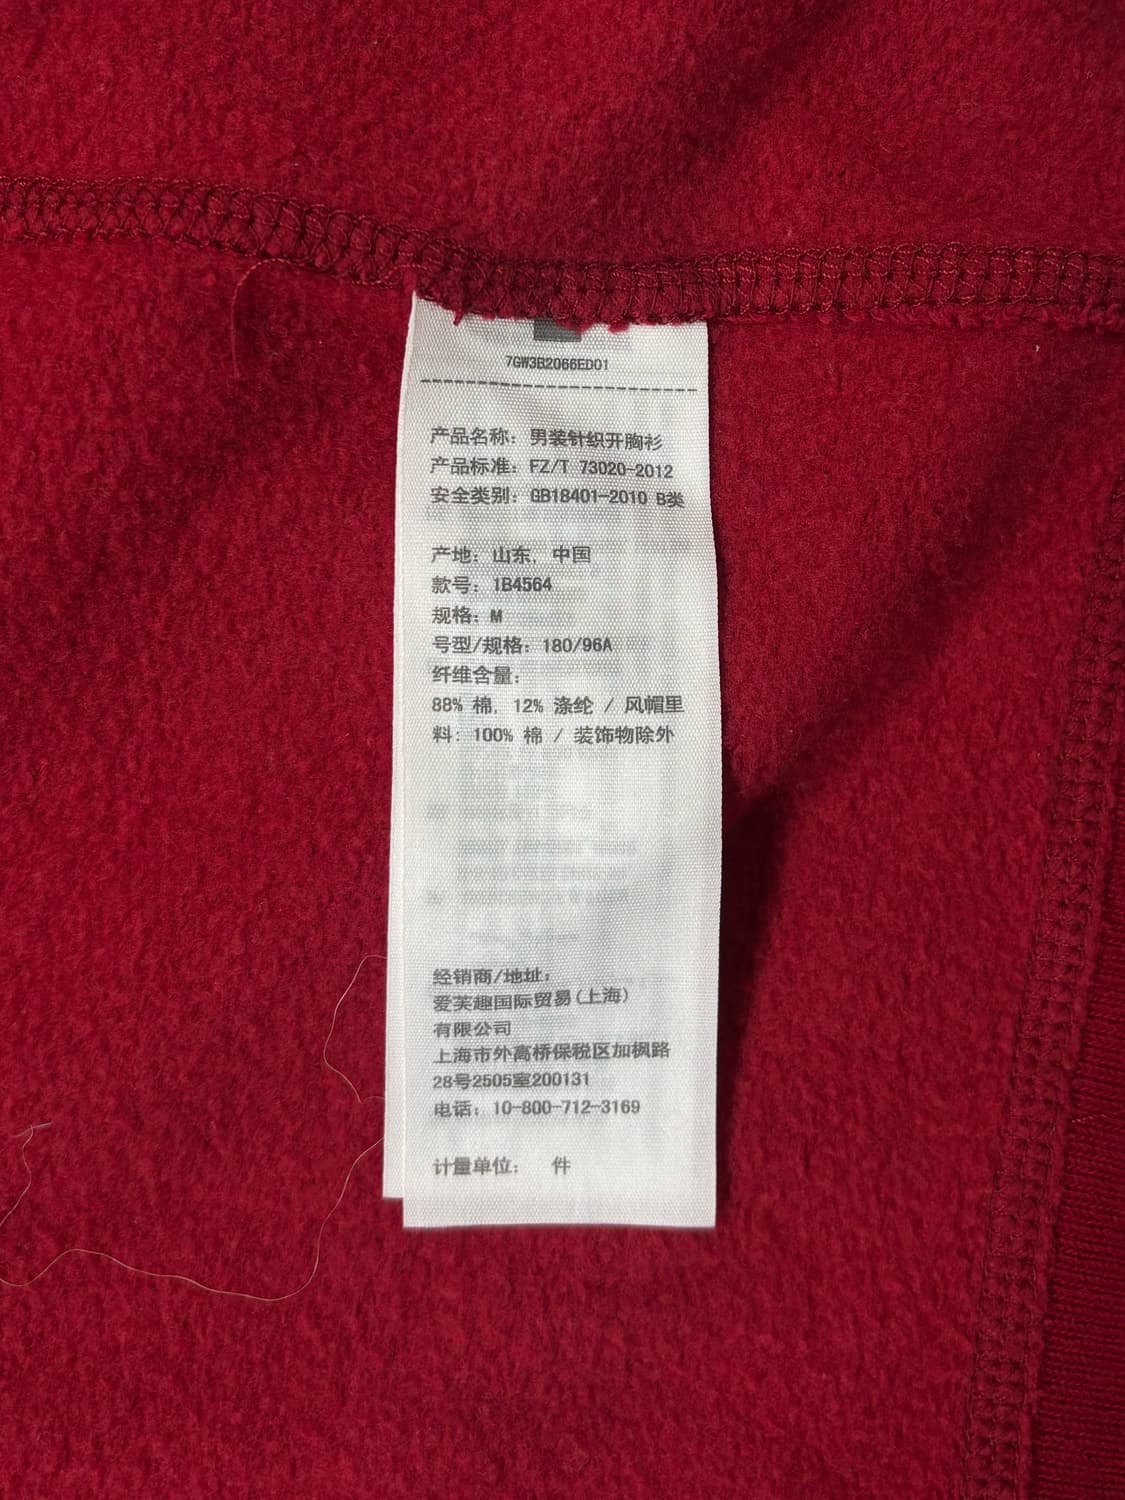 7GW3B2066ED01
产品名称：男装针织开胸衫
产品标准：FZ/T 73020-2012
安全类别：GB18401-2010 B类
产地：山东，中国
款号：1B4564
规格：M
号型/规格：180/96A
纤维含量：
88% 棉，12% 涤纶 / 风帽里
料：100% 棉 / 装饰物除外
经销商/地址：
爱芙趣国际贸易(上海)
有限公司
上海市外高桥保税区加枫路
28号2505室200131
电话：10-800-712-3169
计量单位： 件